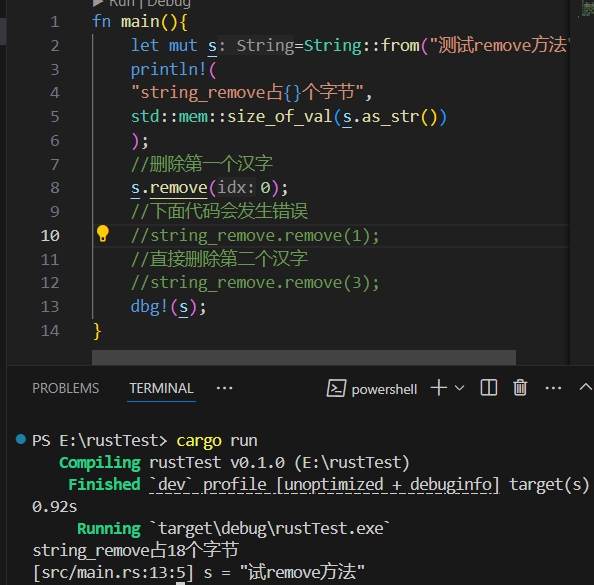 ▶ Run | Debug
1 fn main(){
2 let mut s: String=String::from("测试remove方法"
3 println!(
4 "string_remove占{}个字节",
5 std::mem::size_of_val(s.as_str())
6 );
7 //删除第一个汉字
8 s.remove(idx: 0);
9 //下面代码会发生错误
10 //string_remove.remove(1);
11 //直接删除第二个汉字
12 //string_remove.remove(3);
13 dbg!(s);
14 }
PROBLEMS TERMINAL ··· powershell
PS E:\rustTest> cargo run
Compiling rustTest v0.1.0 (E:\rustTest)
Finished `dev` profile [unoptimized + debuginfo] target(s)
0.92s
Running `target\debug\rustTest.exe`
string_remove占18个字节
[src/main.rs:13:5] s = "试remove方法"